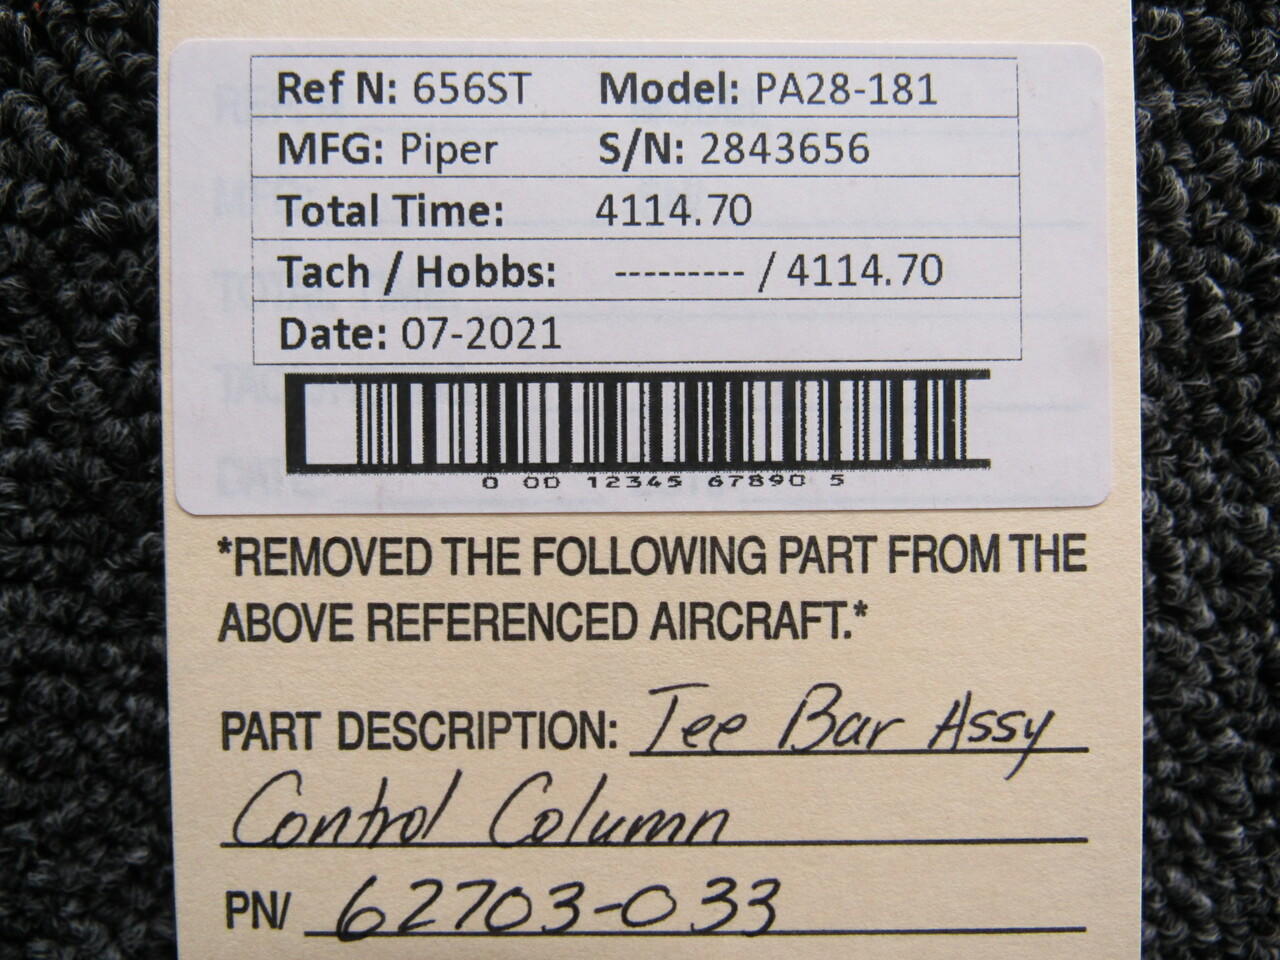 Ref N: 656ST Model: PA28-181
MFG: Piper S/N: 2843656
Total Time: 4114.70
Tach / Hobbs: --------- / 4114.70
Date: 07-2021
0 00 12345 67890 5
*REMOVED THE FOLLOWING PART FROM THE
ABOVE REFERENCED AIRCRAFT.*
PART DESCRIPTION: Tee Bar Assy
Control Column
PN/ 62703-033